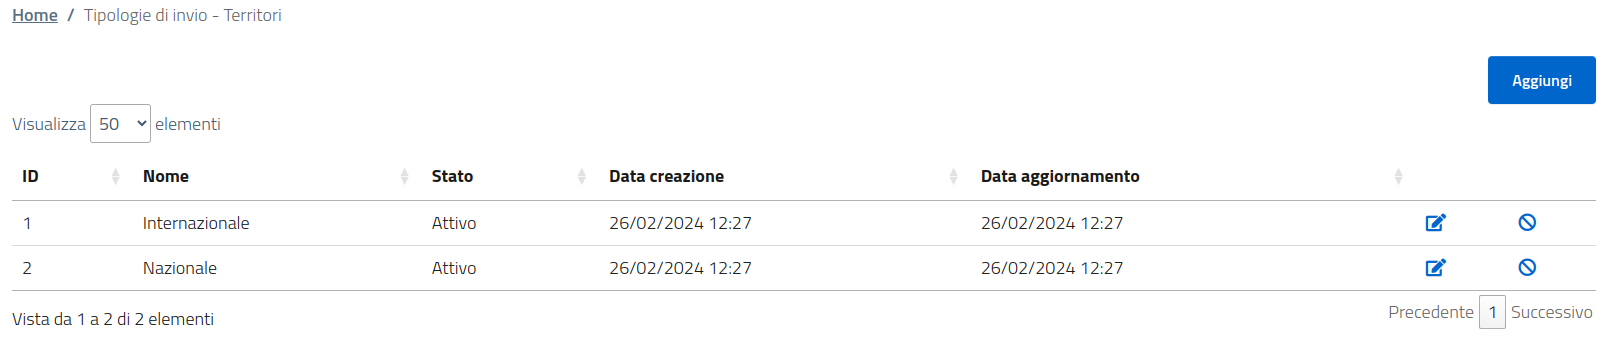 Home / Tipologie di invio - Territori
Aggiungi
Visualizza 50 elementi
ID Nome Stato Data creazione Data aggiornamento
1 Internazionale Attivo 26/02/2024 12:27 26/02/2024 12:27
2 Nazionale Attivo 26/02/2024 12:27 26/02/2024 12:27
Vista da 1 a 2 di 2 elementi
Precedente 1 Successivo